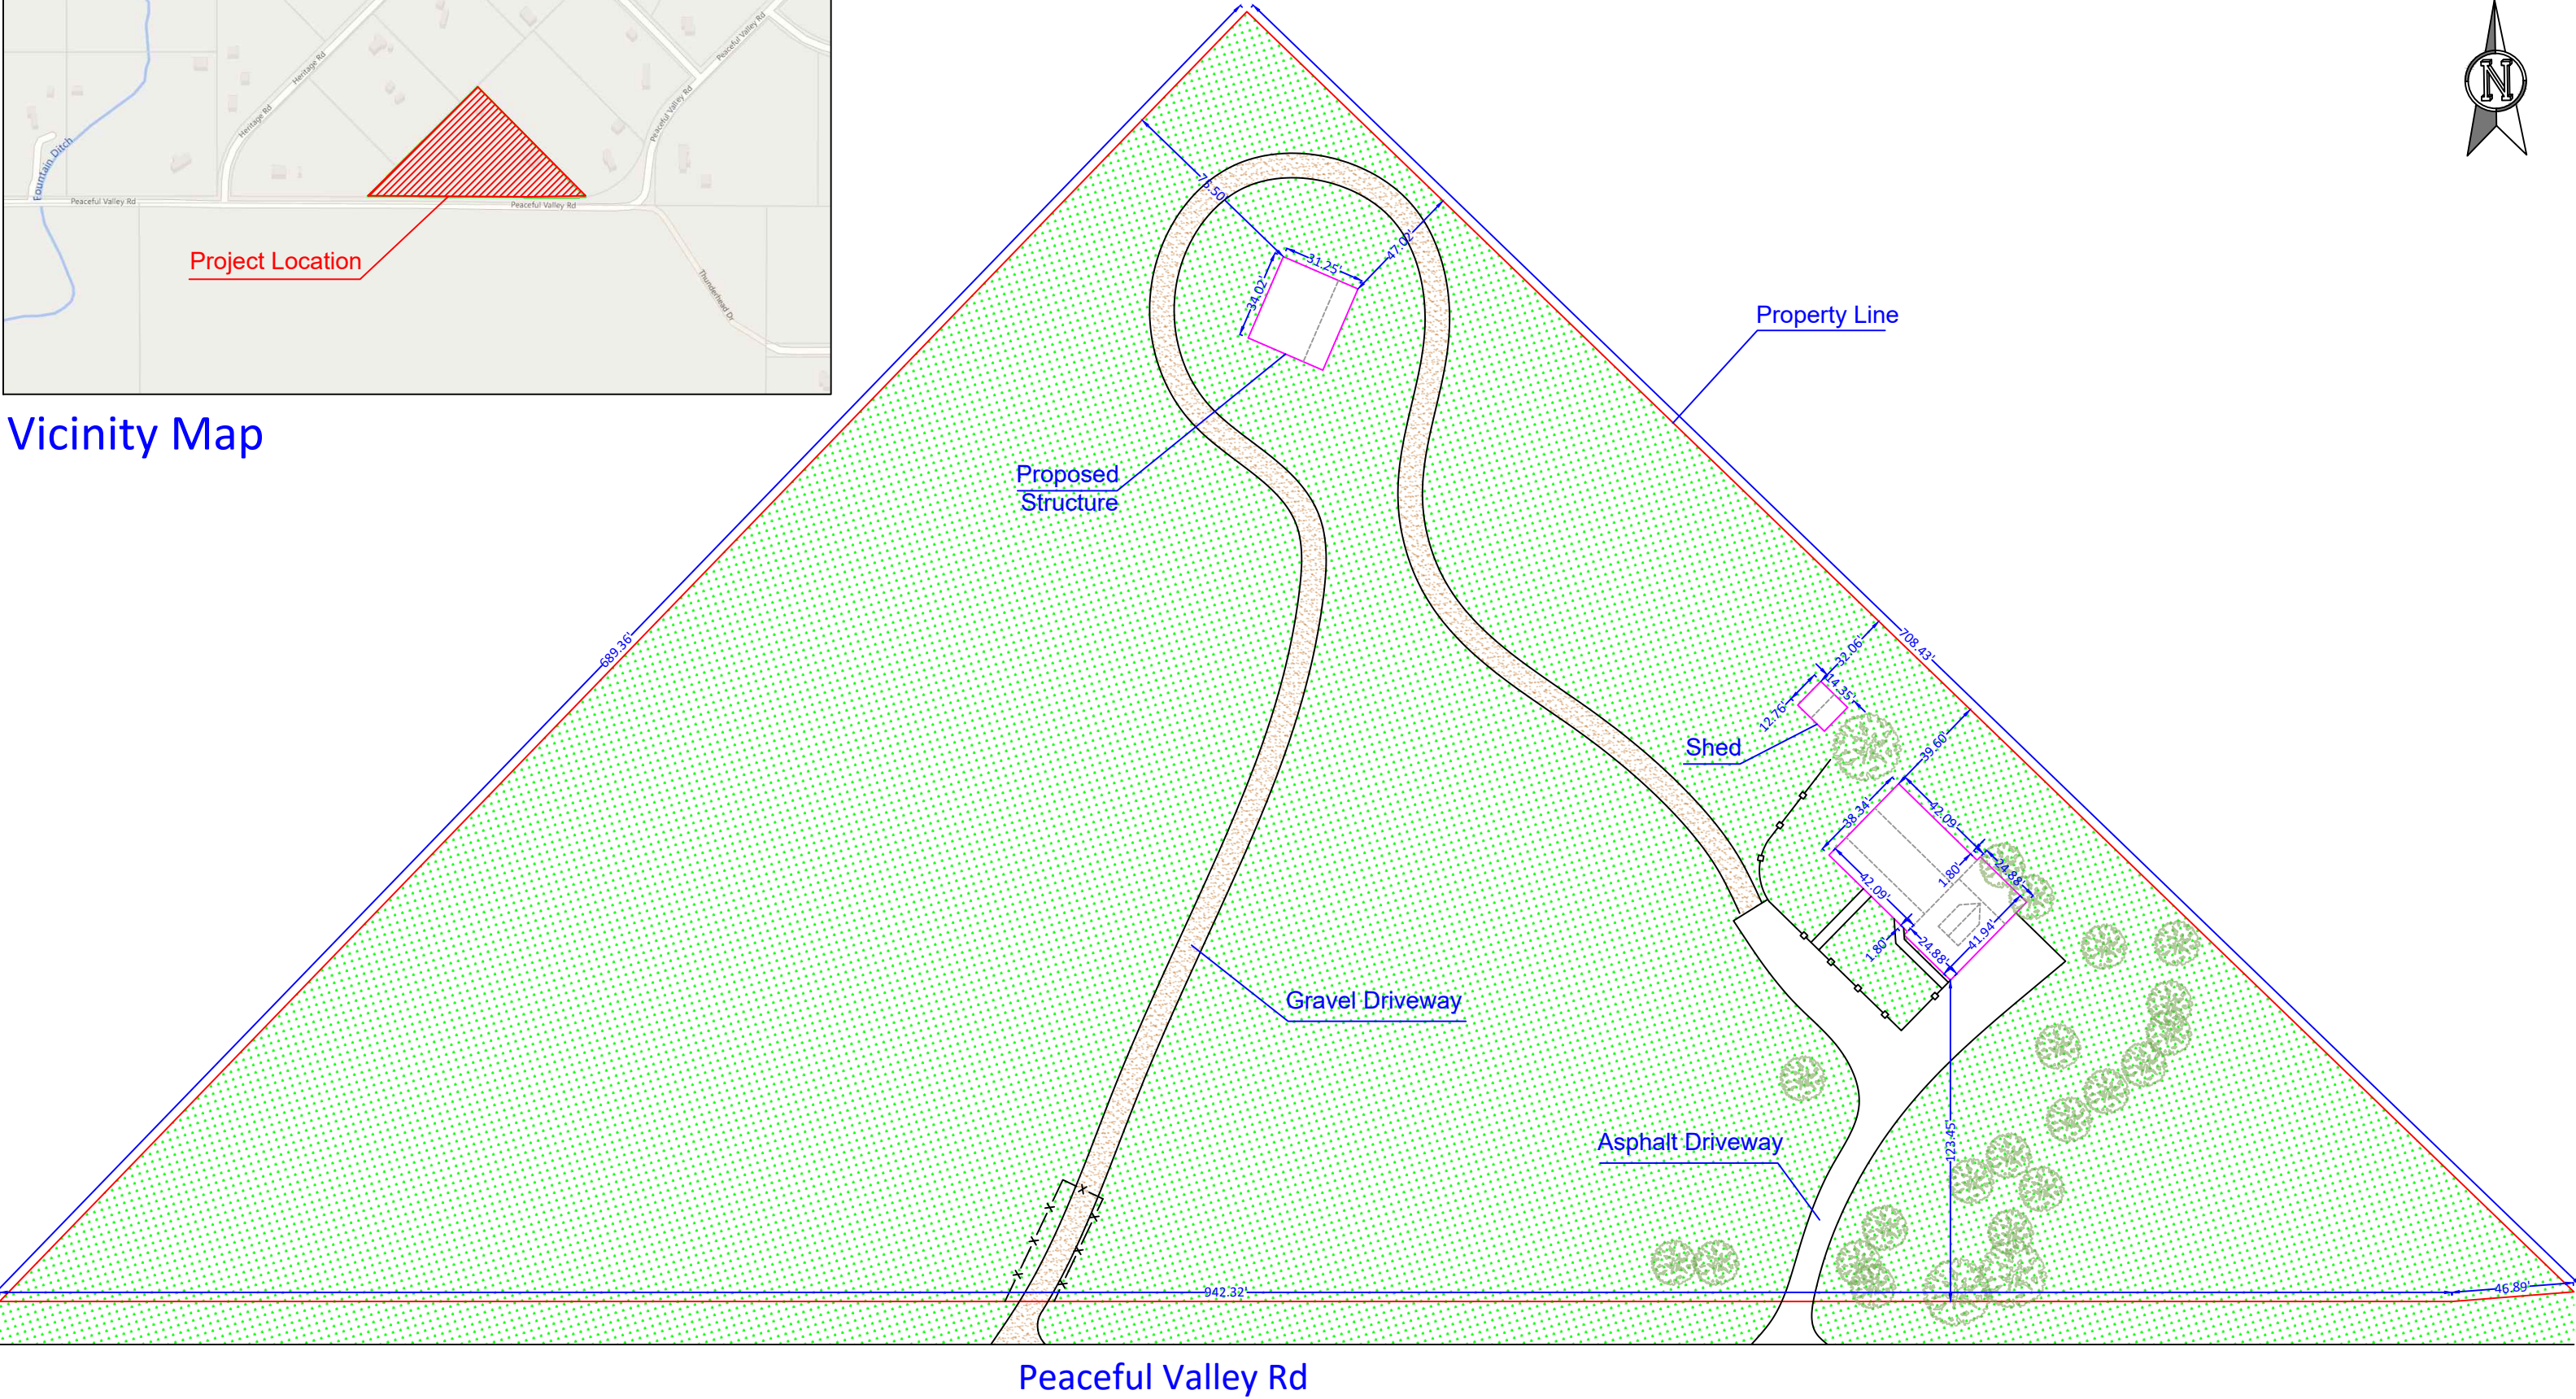 Heritage Rd
Heritage Rd
Peaceful Valley Rd
Peaceful Valley Rd
Fountain Ditch
Peaceful Valley Rd
Peaceful Valley Rd
Thunderhead Dr
Project Location
Vicinity Map
N
75.50'
47.02'
31.25'
34.02'
Property Line
Proposed
Structure
689.36'
708.43'
32.06'
14.35'
12.76'
Shed
39.60'
38.34'
42.09'
1.80'
24.88'
42.09'
1.80'
24.88'
41.94'
Gravel Driveway
Asphalt Driveway
123.45'
X
X
X
X
X
X
X
X
942.32'
46.89'
Peaceful Valley Rd